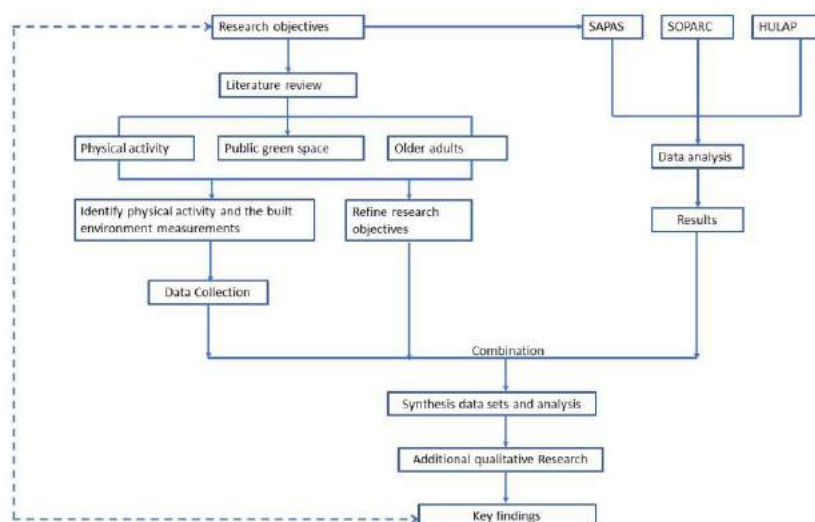 Research objectives
SAPAS
SOPARC
HULAP
Literature review
Physical activity
Public green space
Older adults
Data analysis
Identify physical activity and the built
environment measurements
Refine research
objectives
Results
Data Collection
Combination
Synthesis data sets and analysis
Additional qualitative Research
Key findings